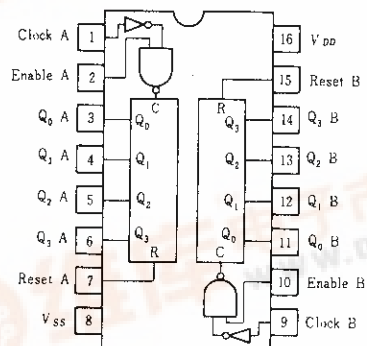 Clock A 1
Enable A 2
Q₀ A 3
Q₁ A 4
Q₂ A 5
Q₃ A 6
Reset A 7
V_SS 8
C
Q₀
Q₁
Q₂
Q₃
R
R
Q₃
Q₂
Q₁
Q₀
C
16 V_DD
15 Reset B
14 Q₃ B
13 Q₂ B
12 Q₁ B
11 Q₀ B
10 Enable B
9 Clock B